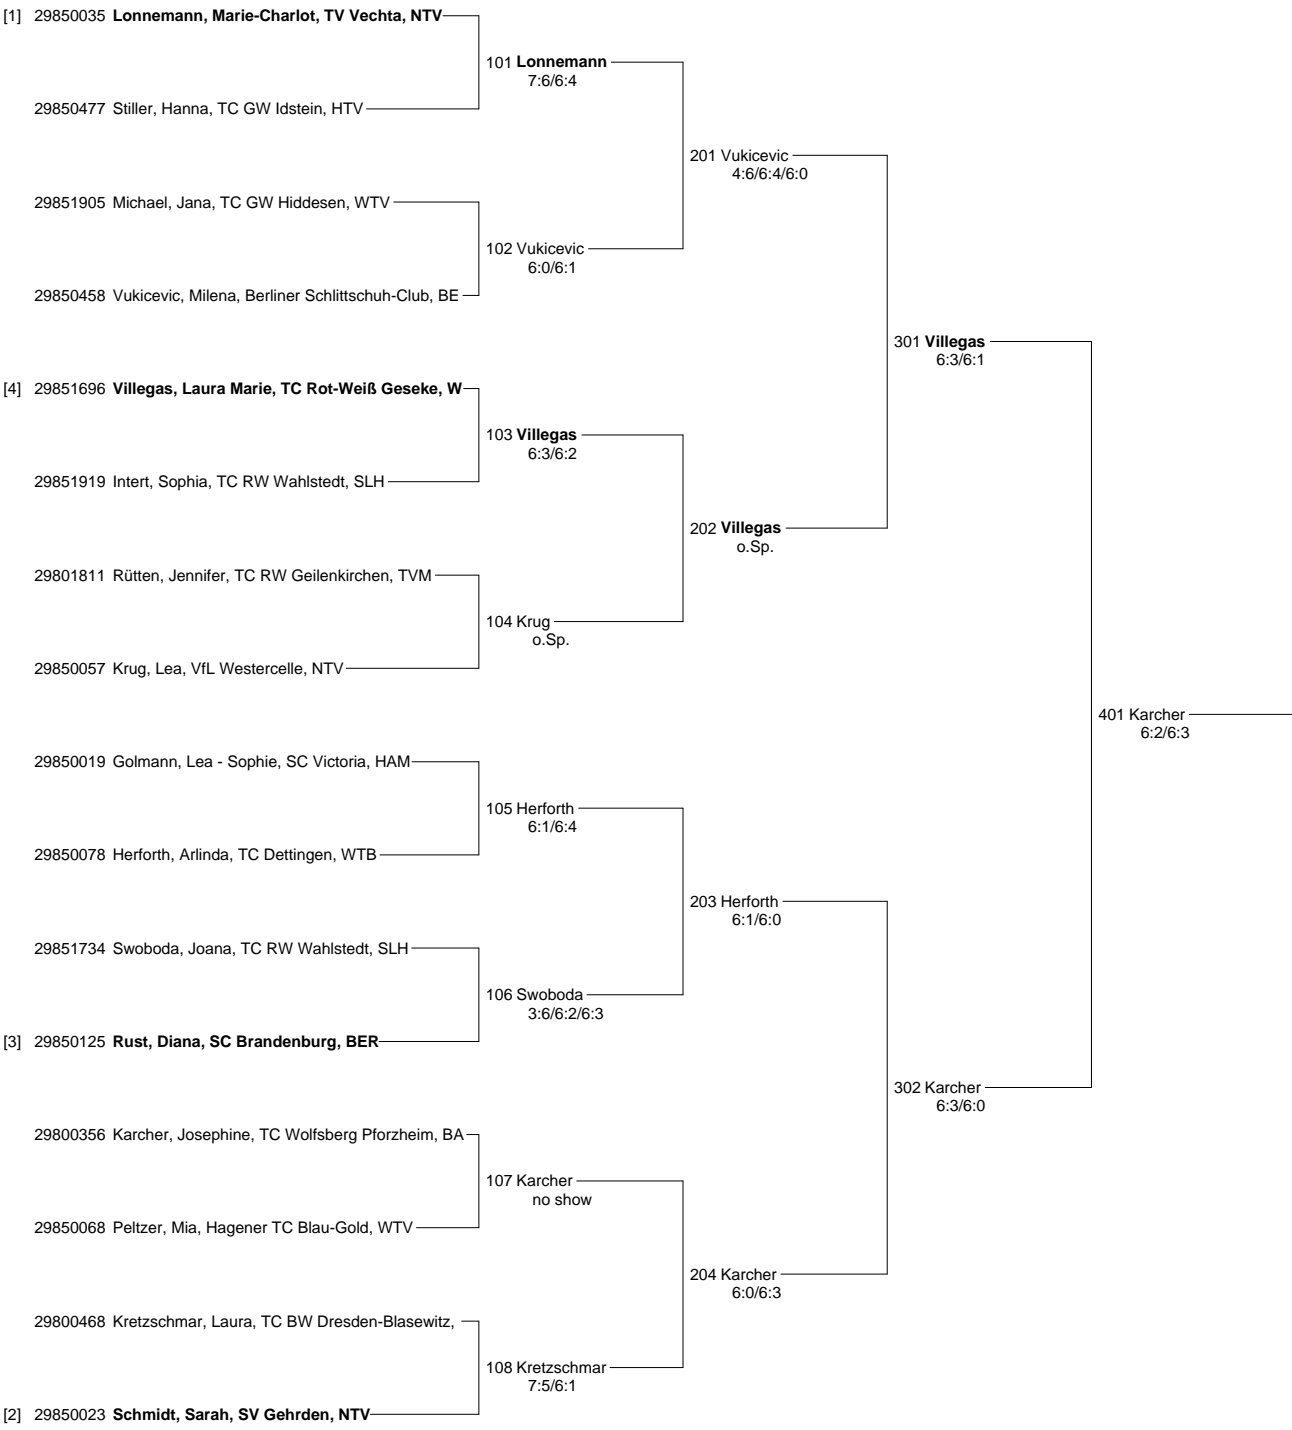 [1] 29850035 Lonnemann, Marie-Charlot, TV Vechta, NTV
101 Lonnemann
7:6/6:4
29850477 Stiller, Hanna, TC GW Idstein, HTV
201 Vukicevic
4:6/6:4/6:0
29851905 Michael, Jana, TC GW Hiddesen, WTV
102 Vukicevic
6:0/6:1
29850458 Vukicevic, Milena, Berliner Schlittschuh-Club, BE
301 Villegas
6:3/6:1
[4] 29851696 Villegas, Laura Marie, TC Rot-Weiß Geseke, W
103 Villegas
6:3/6:2
29851919 Intert, Sophia, TC RW Wahlstedt, SLH
202 Villegas
o.Sp.
29801811 Rütten, Jennifer, TC RW Geilenkirchen, TVM
104 Krug
o.Sp.
29850057 Krug, Lea, VfL Westercelle, NTV
401 Karcher
6:2/6:3
29850019 Golmann, Lea - Sophie, SC Victoria, HAM
105 Herforth
6:1/6:4
29850078 Herforth, Arlinda, TC Dettingen, WTB
203 Herforth
6:1/6:0
29851734 Swoboda, Joana, TC RW Wahlstedt, SLH
106 Swoboda
3:6/6:2/6:3
[3] 29850125 Rust, Diana, SC Brandenburg, BER
302 Karcher
6:3/6:0
29800356 Karcher, Josephine, TC Wolfsberg Pforzheim, BA
107 Karcher
no show
29850068 Peltzer, Mia, Hagener TC Blau-Gold, WTV
204 Karcher
6:0/6:3
29800468 Kretzschmar, Laura, TC BW Dresden-Blasewitz,
108 Kretzschmar
7:5/6:1
[2] 29850023 Schmidt, Sarah, SV Gehrden, NTV